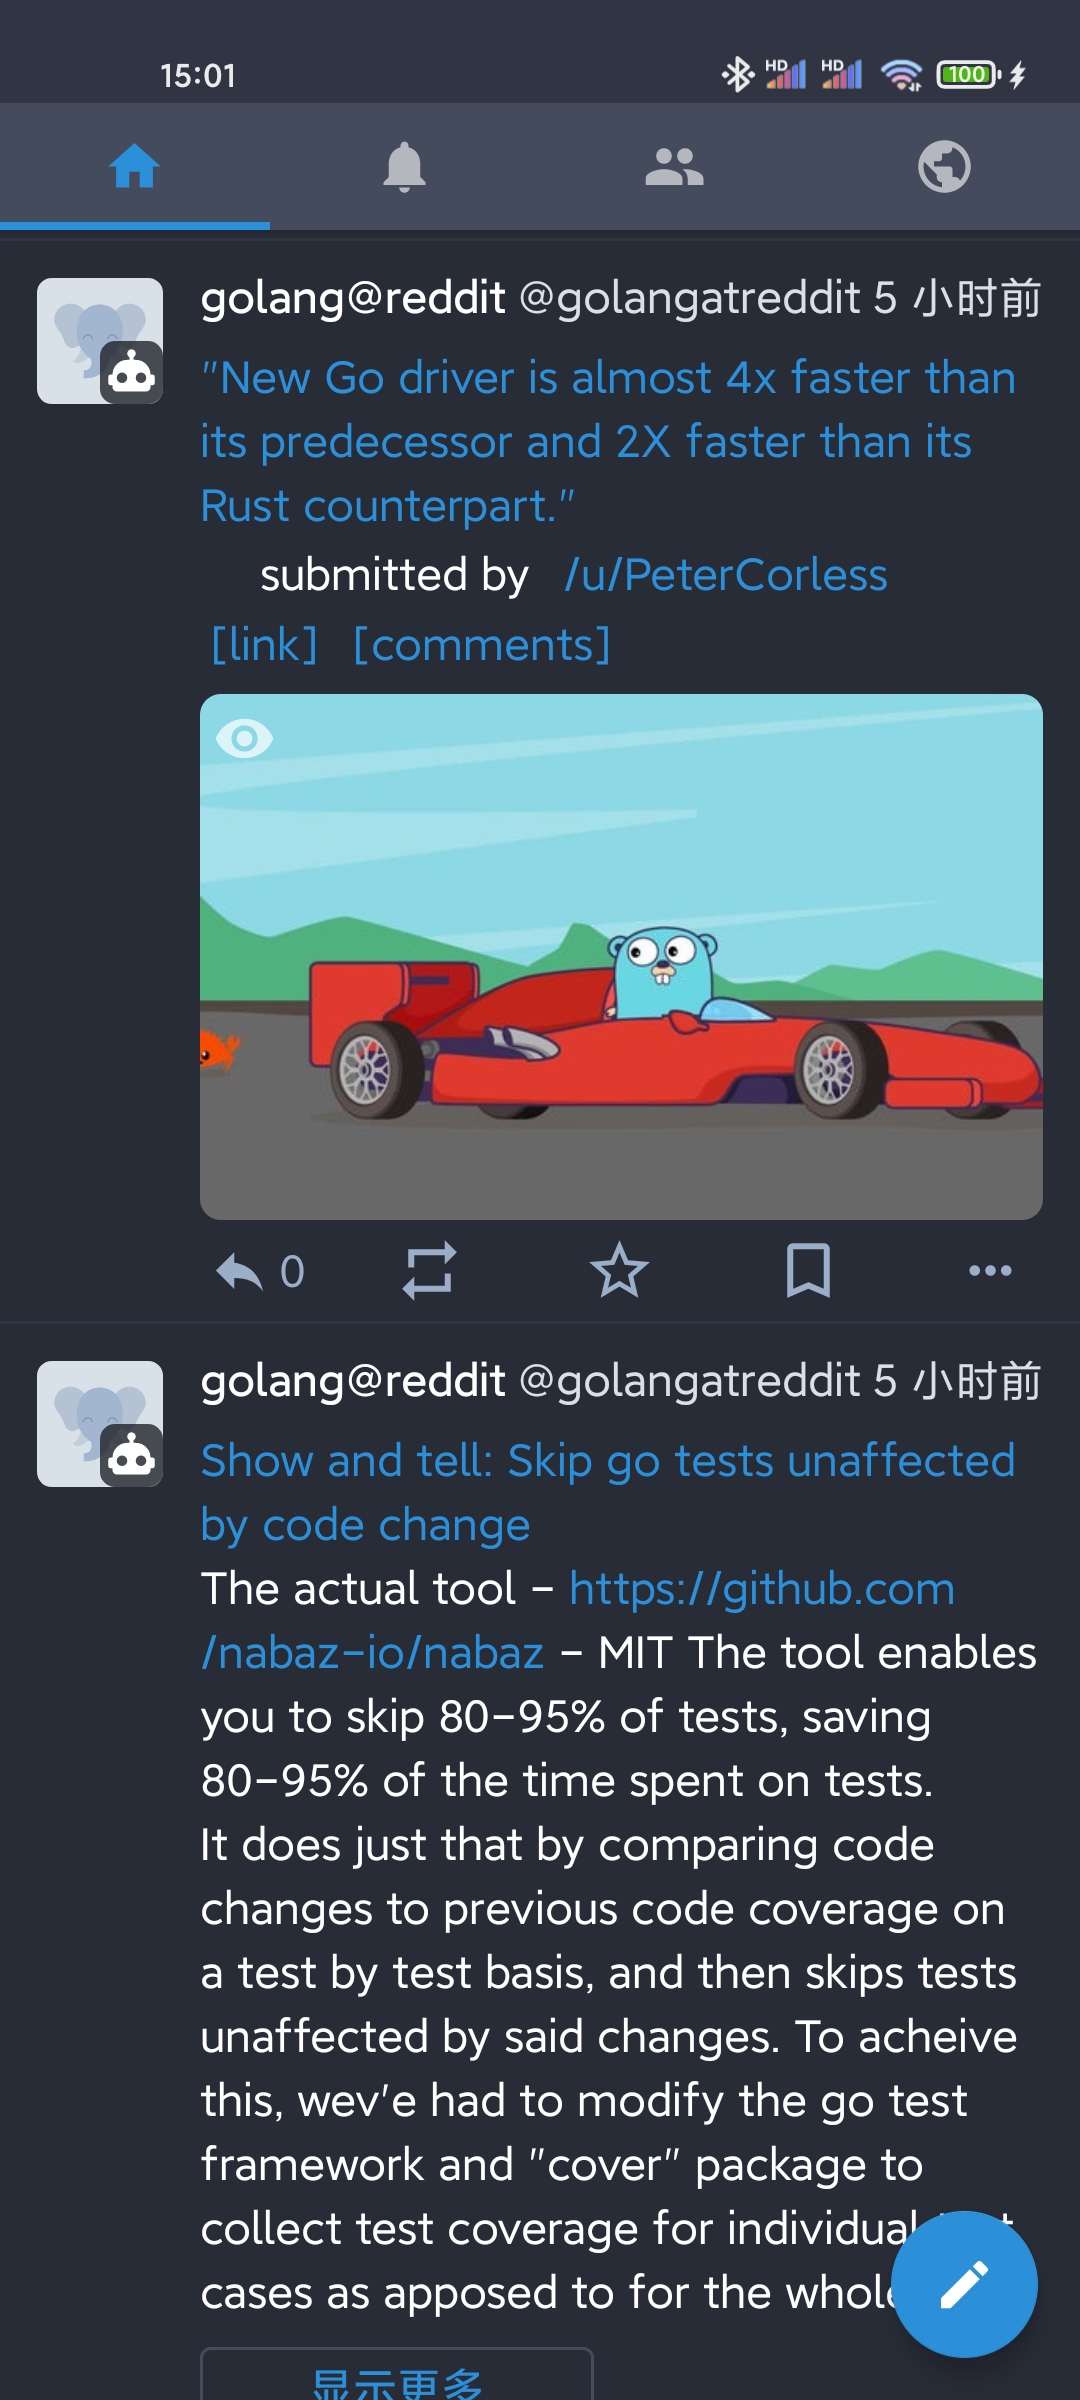 15:01
HD HD 100
golang@reddit @golangatreddit 5 小时前
"New Go driver is almost 4x faster than
its predecessor and 2X faster than its
Rust counterpart."
submitted by /u/PeterCorless
[link] [comments]
0
golang@reddit @golangatreddit 5 小时前
Show and tell: Skip go tests unaffected
by code change
The actual tool - https://github.com
/nabaz-io/nabaz - MIT The tool enables
you to skip 80-95% of tests, saving
80-95% of the time spent on tests.
It does just that by comparing code
changes to previous code coverage on
a test by test basis, and then skips tests
unaffected by said changes. To acheive
this, wev'e had to modify the go test
framework and "cover" package to
collect test coverage for individual
cases as apposed to for the whole
显示更多